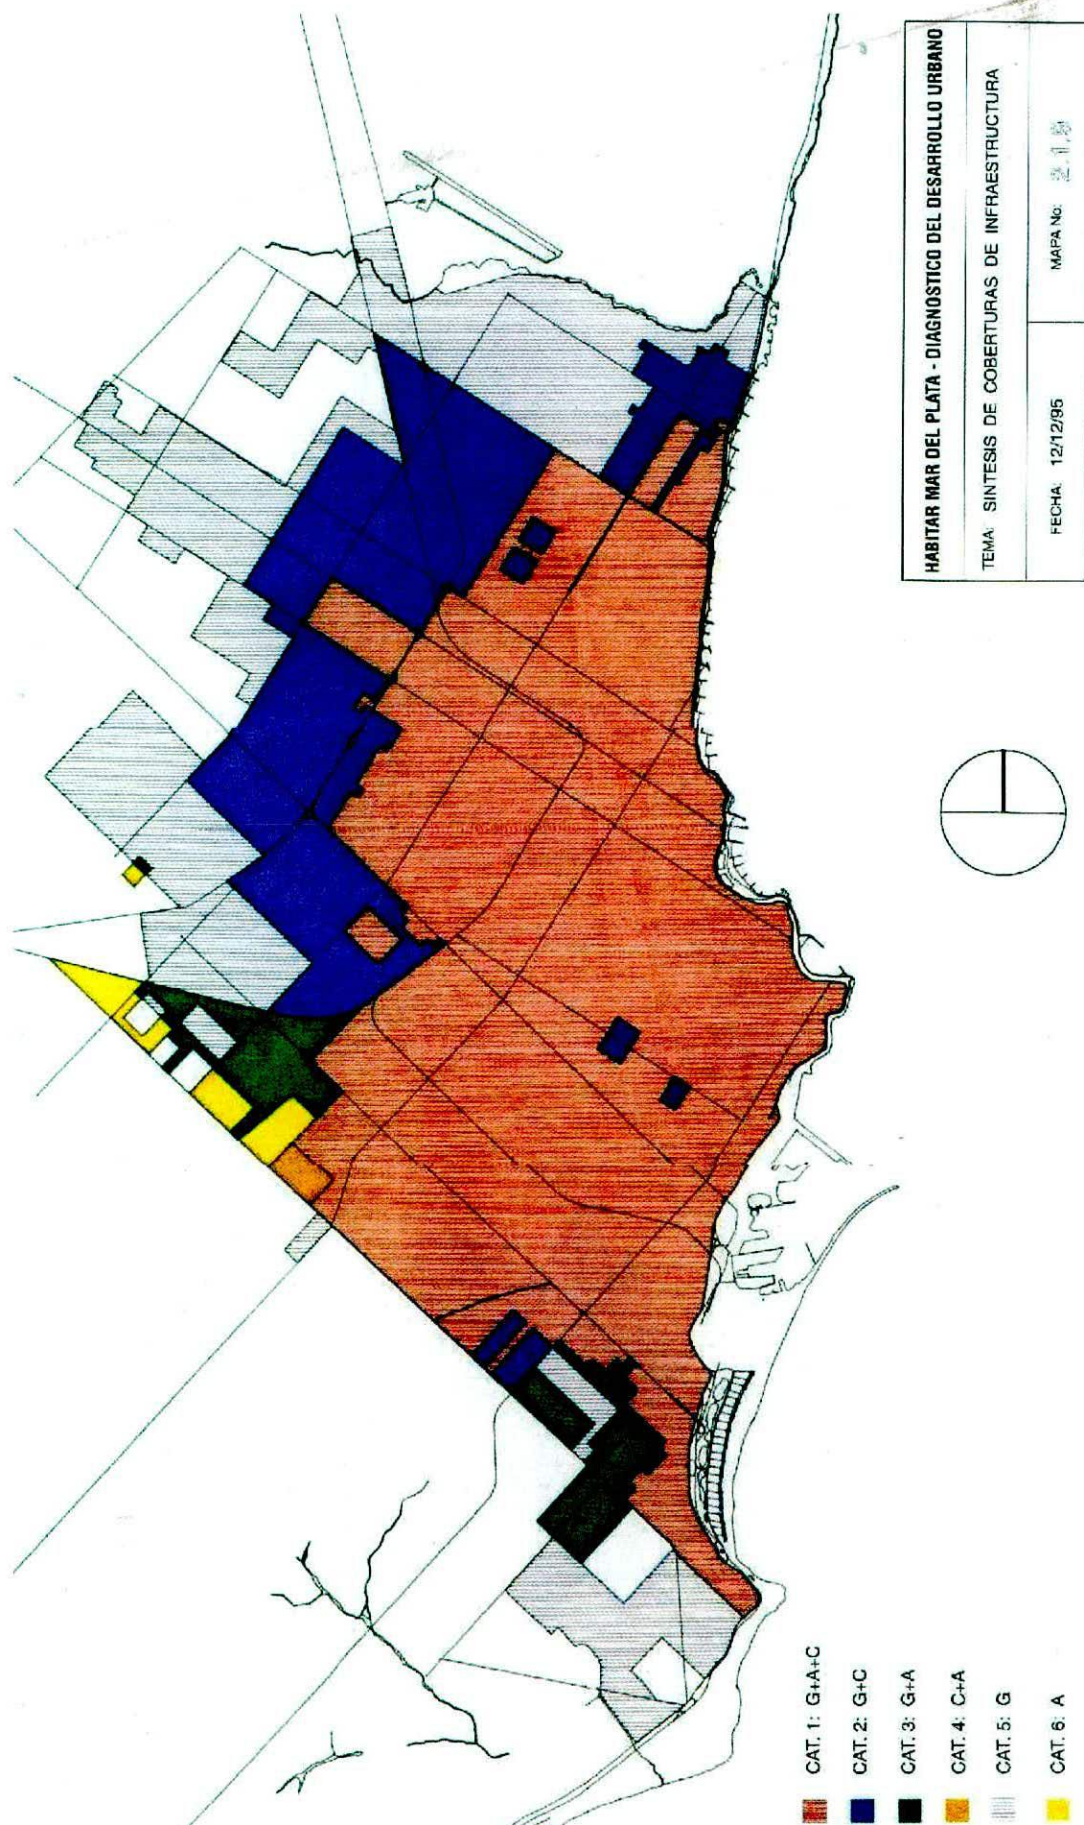 HABITAR MAR DEL PLATA - DIAGNOSTICO DEL DESARROLLO URBANO
TEMA: SINTESIS DE COBERTURAS DE INFRAESTRUCTURA
FECHA: 12/12/95
MAPA No:
CAT. 1: G+A+C
CAT. 2: G+C
CAT. 3: G+A
CAT. 4: C+A
CAT. 5: G
CAT. 6: A